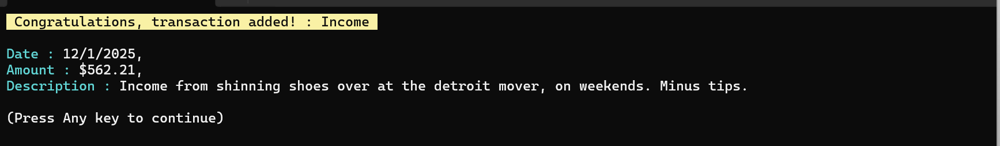 Congratulations, transaction added! : Income
Date : 12/1/2025,
Amount : $562.21,
Description : Income from shinning shoes over at the detroit mover, on weekends. Minus tips.
(Press Any key to continue)